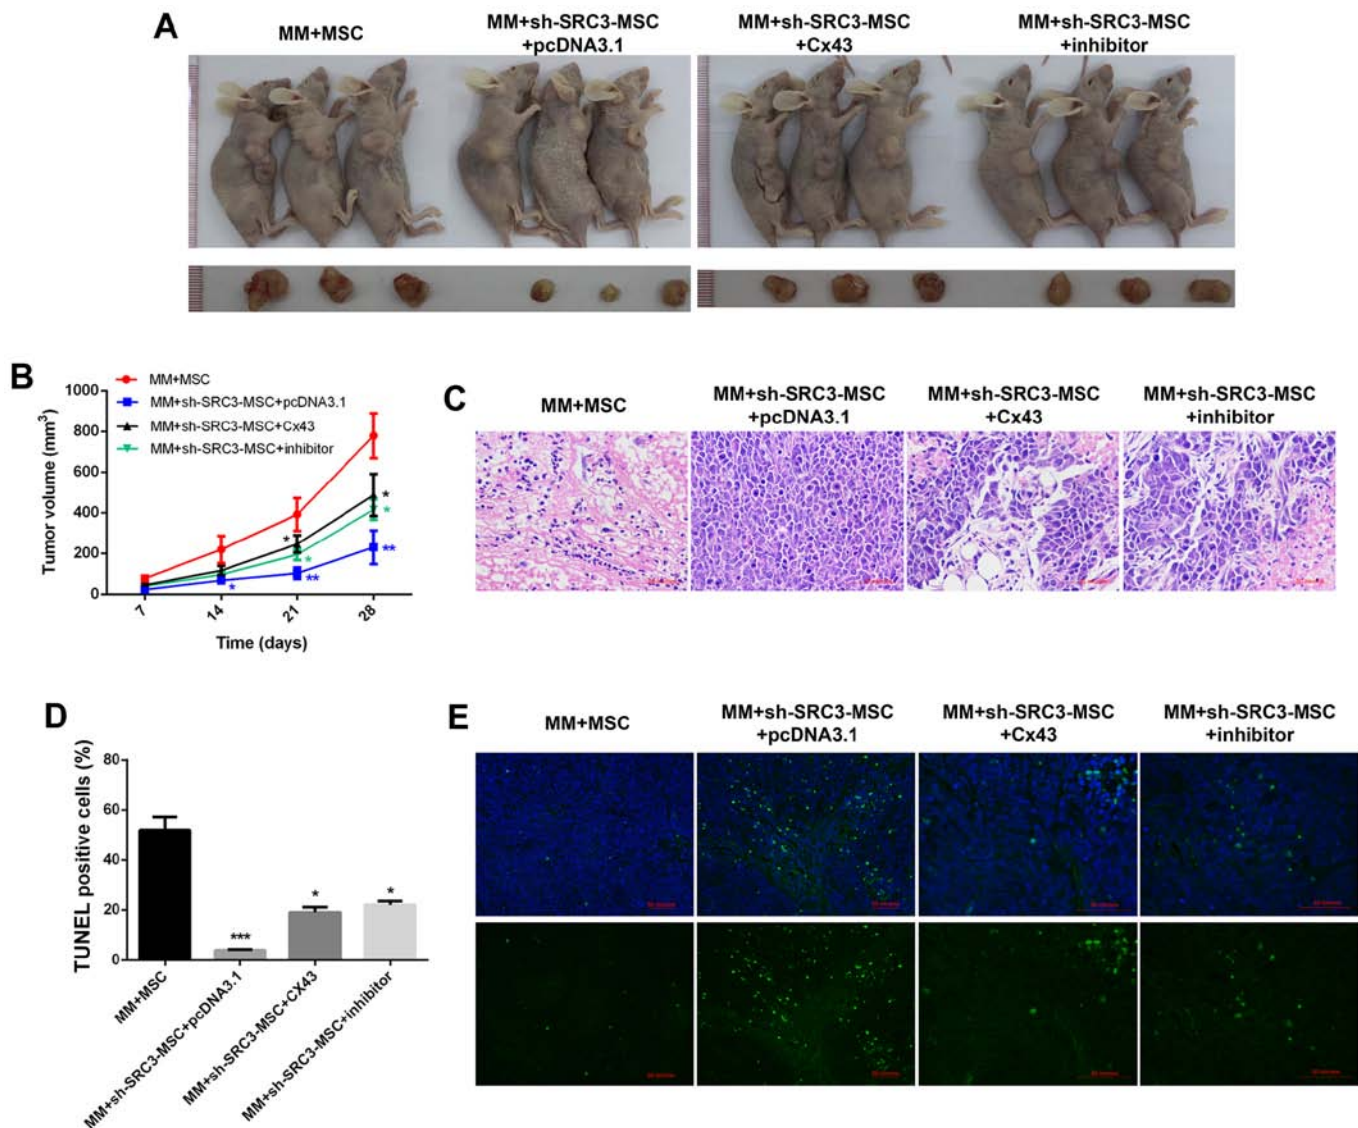 A
MM+MSC
MM+sh-SRC3-MSC
+pcDNA3.1
MM+sh-SRC3-MSC
+Cx43
MM+sh-SRC3-MSC
+inhibitor
B
MM+MSC
MM+sh-SRC3-MSC+pcDNA3.1
MM+sh-SRC3-MSC+Cx43
MM+sh-SRC3-MSC+inhibitor
Tumor volume (mm³)
1000
800
600
400
200
0
*
*
**
*
*
**
*
7
14
21
28
Time (days)
C
MM+MSC
MM+sh-SRC3-MSC
+pcDNA3.1
MM+sh-SRC3-MSC
+Cx43
MM+sh-SRC3-MSC
+inhibitor
D
TUNEL positive cells (%)
80
60
40
20
0
***
*
*
MM+MSC
MM+sh-SRC3-MSC+pcDNA3.1
MM+sh-SRC3-MSC+CX43
MM+sh-SRC3-MSC+inhibitor
E
MM+MSC
MM+sh-SRC3-MSC
+pcDNA3.1
MM+sh-SRC3-MSC
+Cx43
MM+sh-SRC3-MSC
+inhibitor